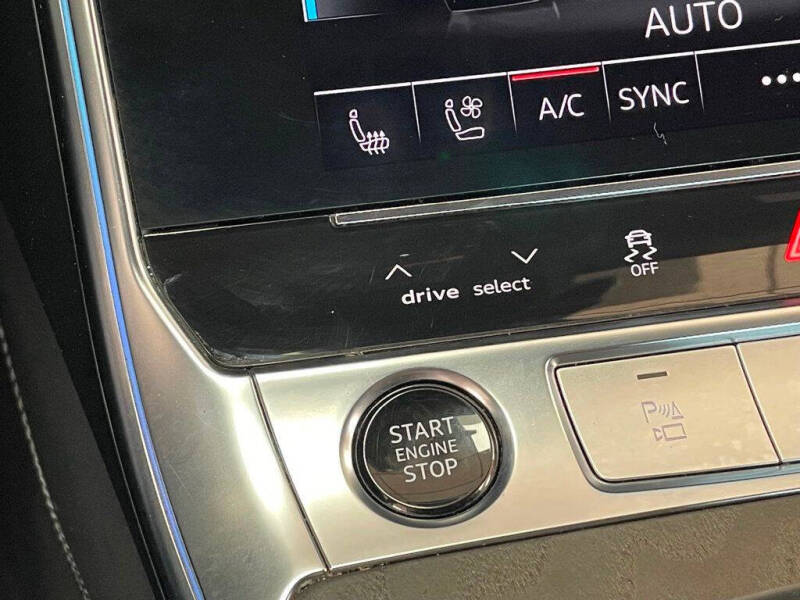 AUTO
A/C SYNC
drive select
OFF
START
ENGINE
STOP
P